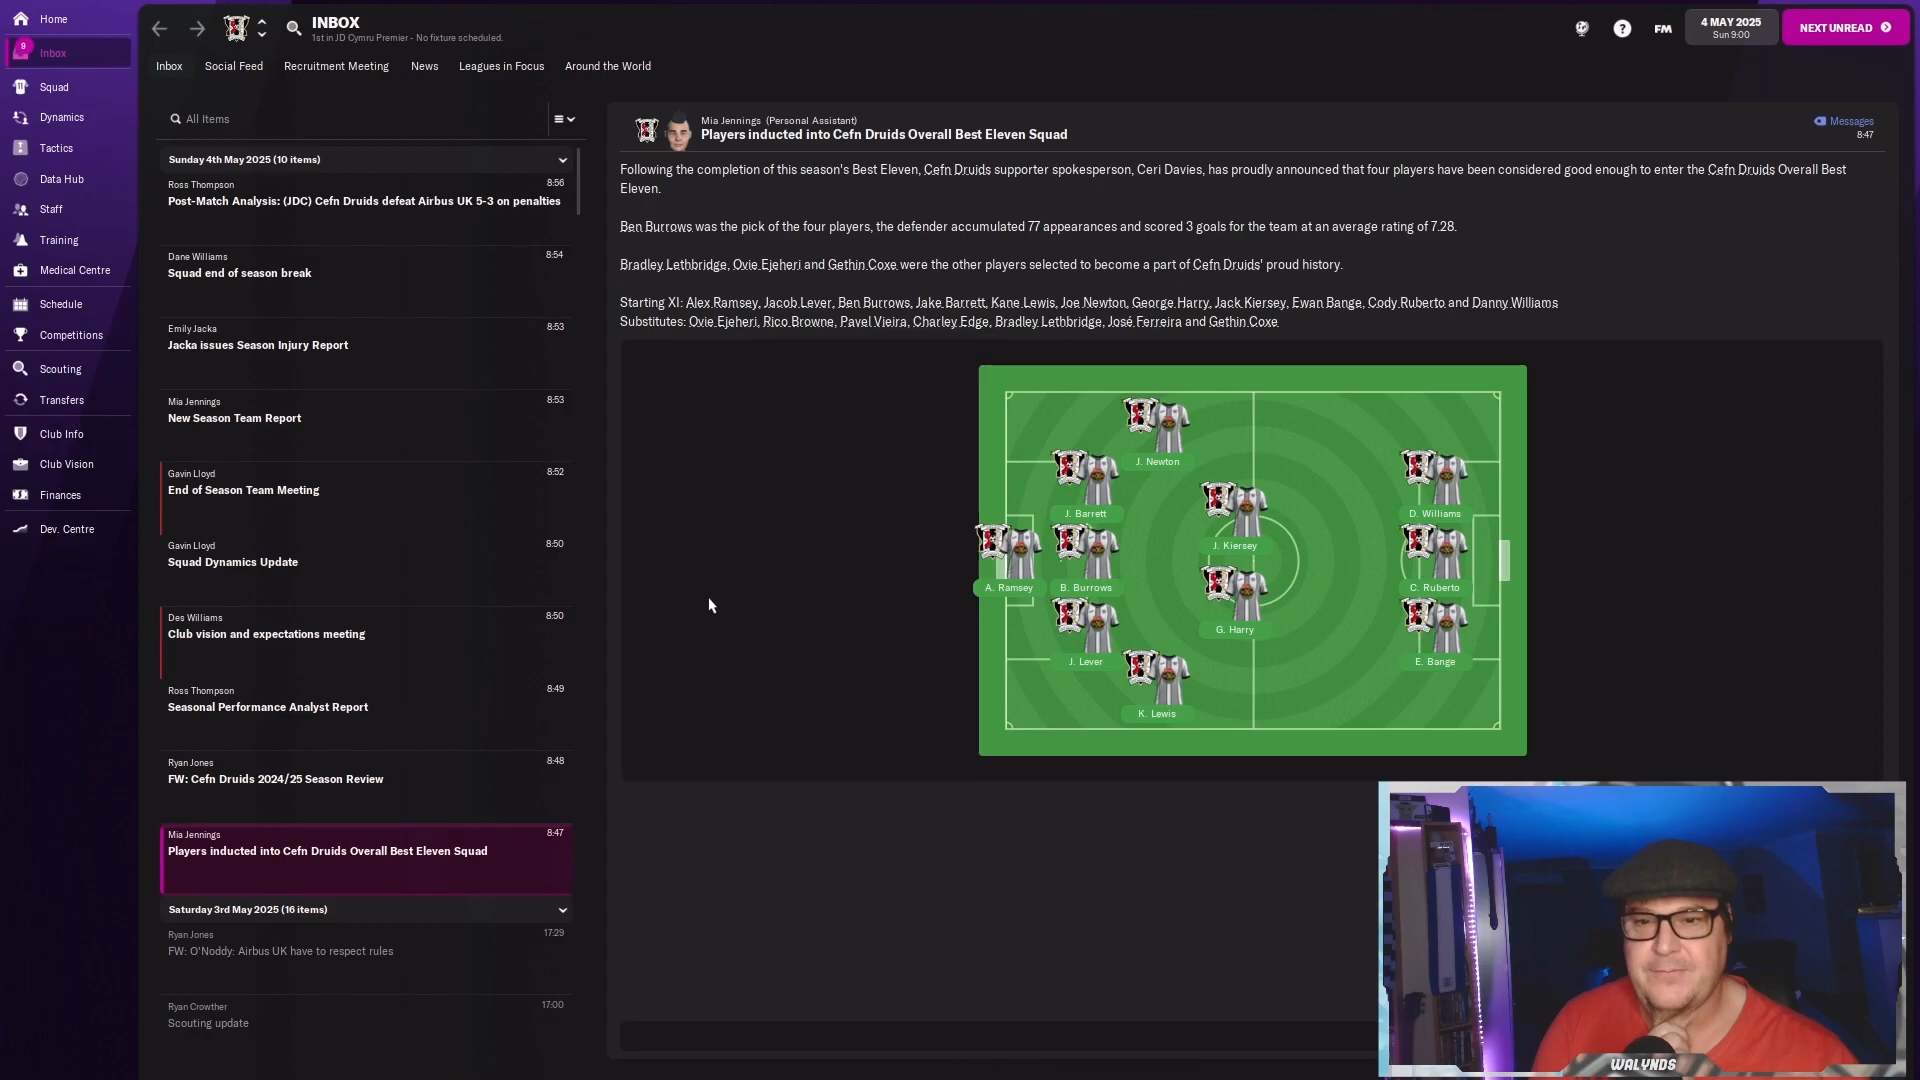 Home
9
Inbox
Squad
Dynamics
Tactics
Data Hub
Staff
Training
Medical Centre
Schedule
Competitions
Scouting
Transfers
Club Info
Club Vision
Finances
Dev. Centre
INBOX
1st in JD Cymru Premier - No fixture scheduled.
FM
4 MAY 2025
Sun 9:00
NEXT UNREAD
Inbox
Social Feed
Recruitment Meeting
News
Leagues in Focus
Around the World
All Items
Sunday 4th May 2025 (10 items)
Ross Thompson 8:56
Post-Match Analysis: (JDC) Cefn Druids defeat Airbus UK 5-3 on penalties
Dane Williams 8:54
Squad end of season break
Emily Jacka 8:53
Jacka issues Season Injury Report
Mia Jennings 8:53
New Season Team Report
Gavin Lloyd 8:52
End of Season Team Meeting
Gavin Lloyd 8:50
Squad Dynamics Update
Des Williams 8:50
Club vision and expectations meeting
Ross Thompson 8:49
Seasonal Performance Analyst Report
Ryan Jones 8:48
FW: Cefn Druids 2024/25 Season Review
Mia Jennings 8:47
Players inducted into Cefn Druids Overall Best Eleven Squad
Saturday 3rd May 2025 (16 items)
Ryan Jones 17:29
FW: O'Noddy: Airbus UK have to respect rules
Ryan Crowther 17:00
Scouting update
Mia Jennings (Personal Assistant)
Players inducted into Cefn Druids Overall Best Eleven Squad
Messages
8:47
Following the completion of this season's Best Eleven, Cefn Druids supporter spokesperson, Ceri Davies, has proudly announced that four players have been considered good enough to enter the Cefn Druids Overall Best
Eleven.
Ben Burrows was the pick of the four players, the defender accumulated 77 appearances and scored 3 goals for the team at an average rating of 7.28.
Bradley Lethbridge, Ovie Ejeheri and Gethin Coxe were the other players selected to become a part of Cefn Druids' proud history.
Starting XI: Alex Ramsey, Jacob Lever, Ben Burrows, Jake Barrett, Kane Lewis, Joe Newton, George Harry, Jack Kiersey, Ewan Bange, Cody Ruberto and Danny Williams
Substitutes: Ovie Ejeheri, Rico Browne, Pavel Vieira, Charley Edge, Bradley Lethbridge, José Ferreira and Gethin Coxe
J. Newton
J. Barrett
D. Williams
J. Kiersey
A. Ramsey
B. Burrows
C. Ruberto
G. Harry
J. Lever
E. Bange
K. Lewis
WALYNDS